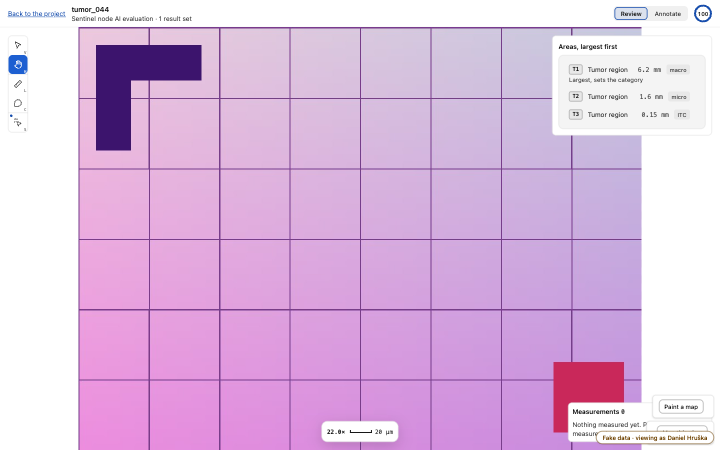 Back to the project
tumor_044
Sentinel node AI evaluation · 1 result set
Review
Annotate
100
Areas, largest first
T1 Tumor region 6.2 mm macro
Largest, sets the category
T2 Tumor region 1.6 mm micro
T3 Tumor region 0.15 mm ITC
22.0× 20 µm
Measurements 0
Nothing measured yet.
measur
Paint a map
Fake data · viewing as Daniel Hruška